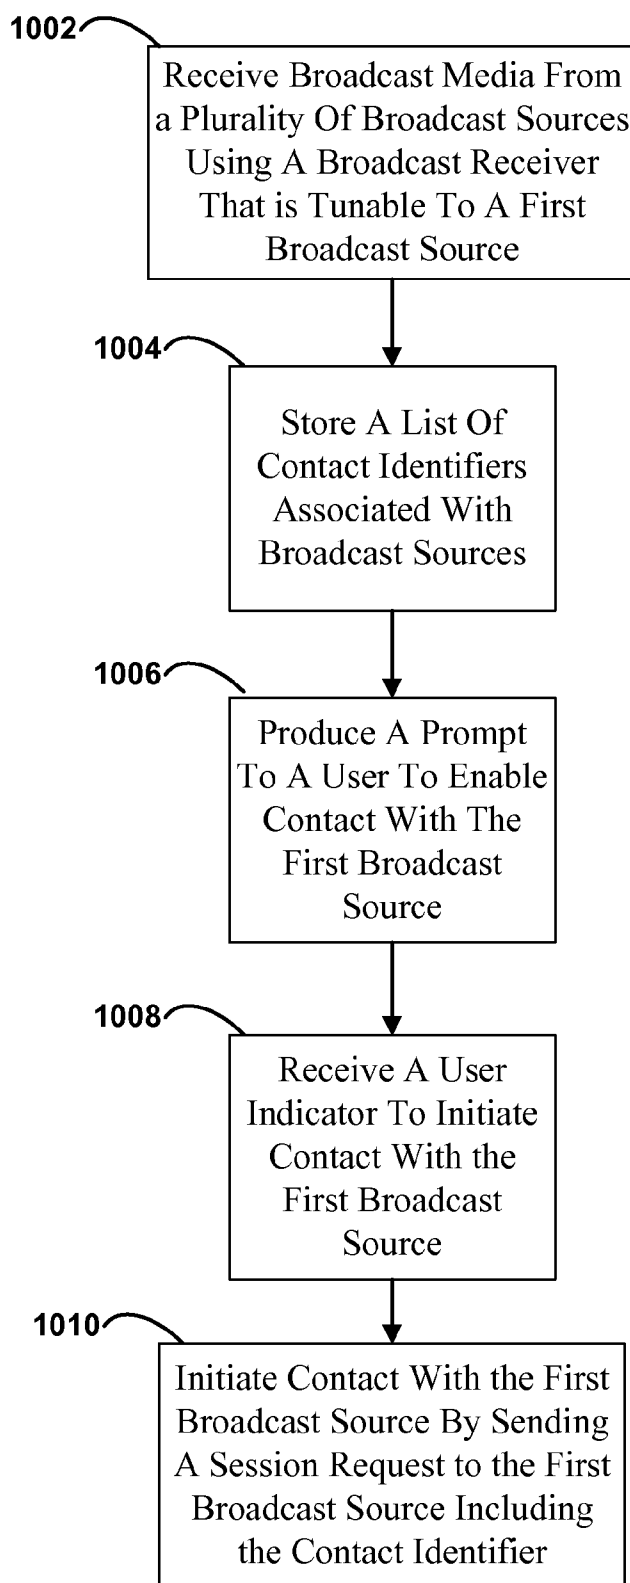 1002
Receive Broadcast Media From
a Plurality Of Broadcast Sources
Using A Broadcast Receiver
That is Tunable To A First
Broadcast Source
1004
Store A List Of
Contact Identifiers
Associated With
Broadcast Sources
1006
Produce A Prompt
To A User To Enable
Contact With The
First Broadcast
Source
1008
Receive A User
Indicator To Initiate
Contact With the
First Broadcast
Source
1010
Initiate Contact With the First
Broadcast Source By Sending
A Session Request to the First
Broadcast Source Including
the Contact Identifier